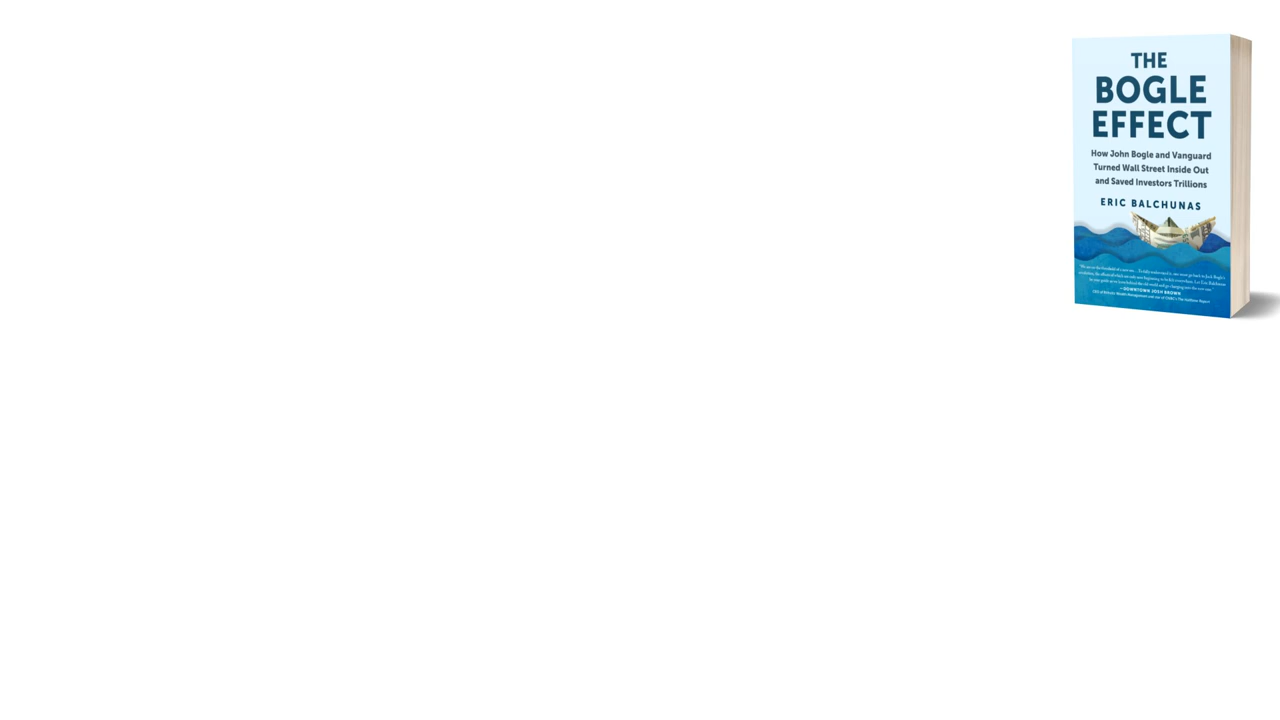 THE
BOGLE
EFFECT
How John Bogle and Vanguard
Turned Wall Street Inside Out
and Saved Investors Trillions
ERIC BALCHUNAS
—DOWNTOWN JOSH BROWN